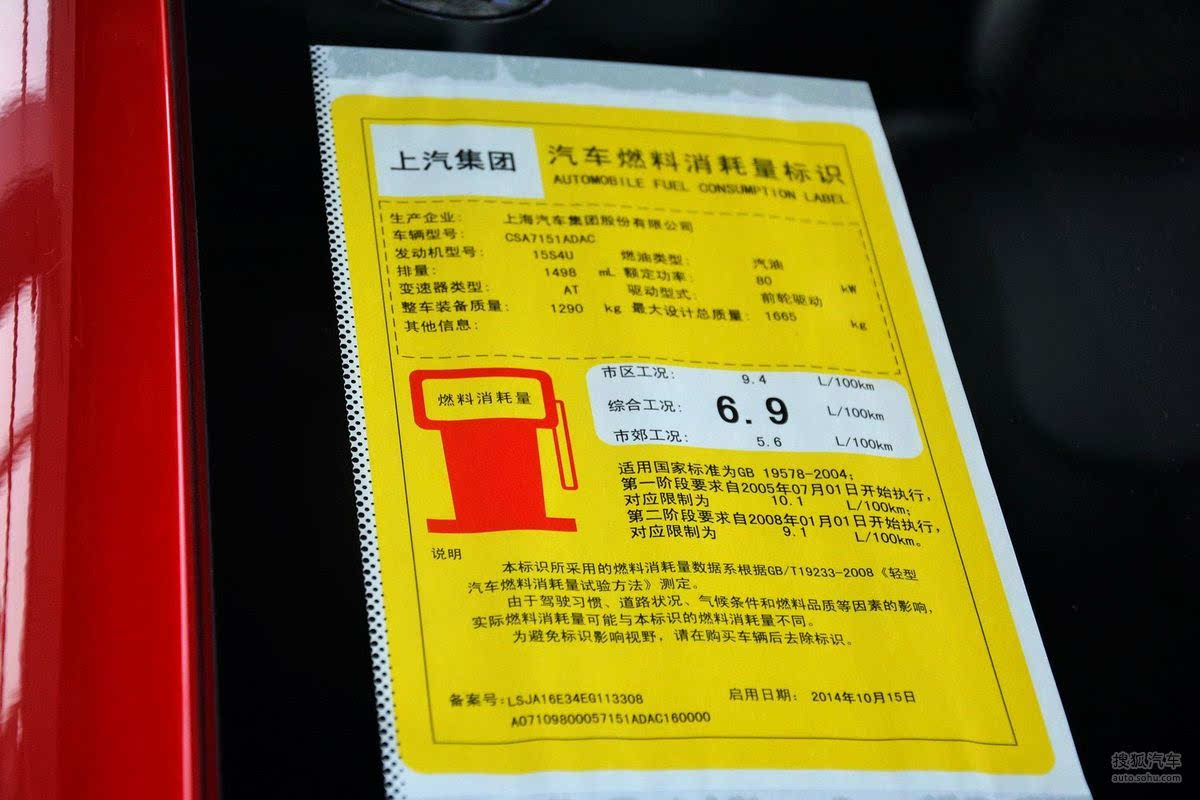 上汽集团
汽车燃料消耗量标识
AUTOMOBILE FUEL CONSUMPTION LABEL
生产企业: 上海汽车集团股份有限公司
车辆型号: CSA7151ADAC
发动机型号: 15S4U 燃油类型: 汽油
排量: 1498 mL 额定功率: 80 kW
变速器类型: AT 驱动型式: 前轮驱动
整车装备质量: 1290 kg 最大设计总质量: 1665 kg
其他信息:
燃料消耗量
市区工况: 9.4 L/100km
综合工况: 6.9 L/100km
市郊工况: 5.6 L/100km
适用国家标准为GB 19578-2004;
第一阶段要求自2005年07月01日开始执行,
对应限制为 10.1 L/100km;
第二阶段要求自2008年01月01日开始执行,
对应限制为 9.1 L/100km。
说明
本标识所采用的燃料消耗量数据系根据GB/T19233-2008《轻型
汽车燃料消耗量试验方法》测定。
由于驾驶习惯、道路状况、气候条件和燃料品质等因素的影响,
实际燃料消耗量可能与本标识的燃料消耗量不同。
为避免标识影响视野,请在购买车辆后去除标识。
备案号:LSJA16E34EG113308 启用日期: 2014年10月15日
A07109800057151ADAC160000
搜狐汽车
auto.sohu.com